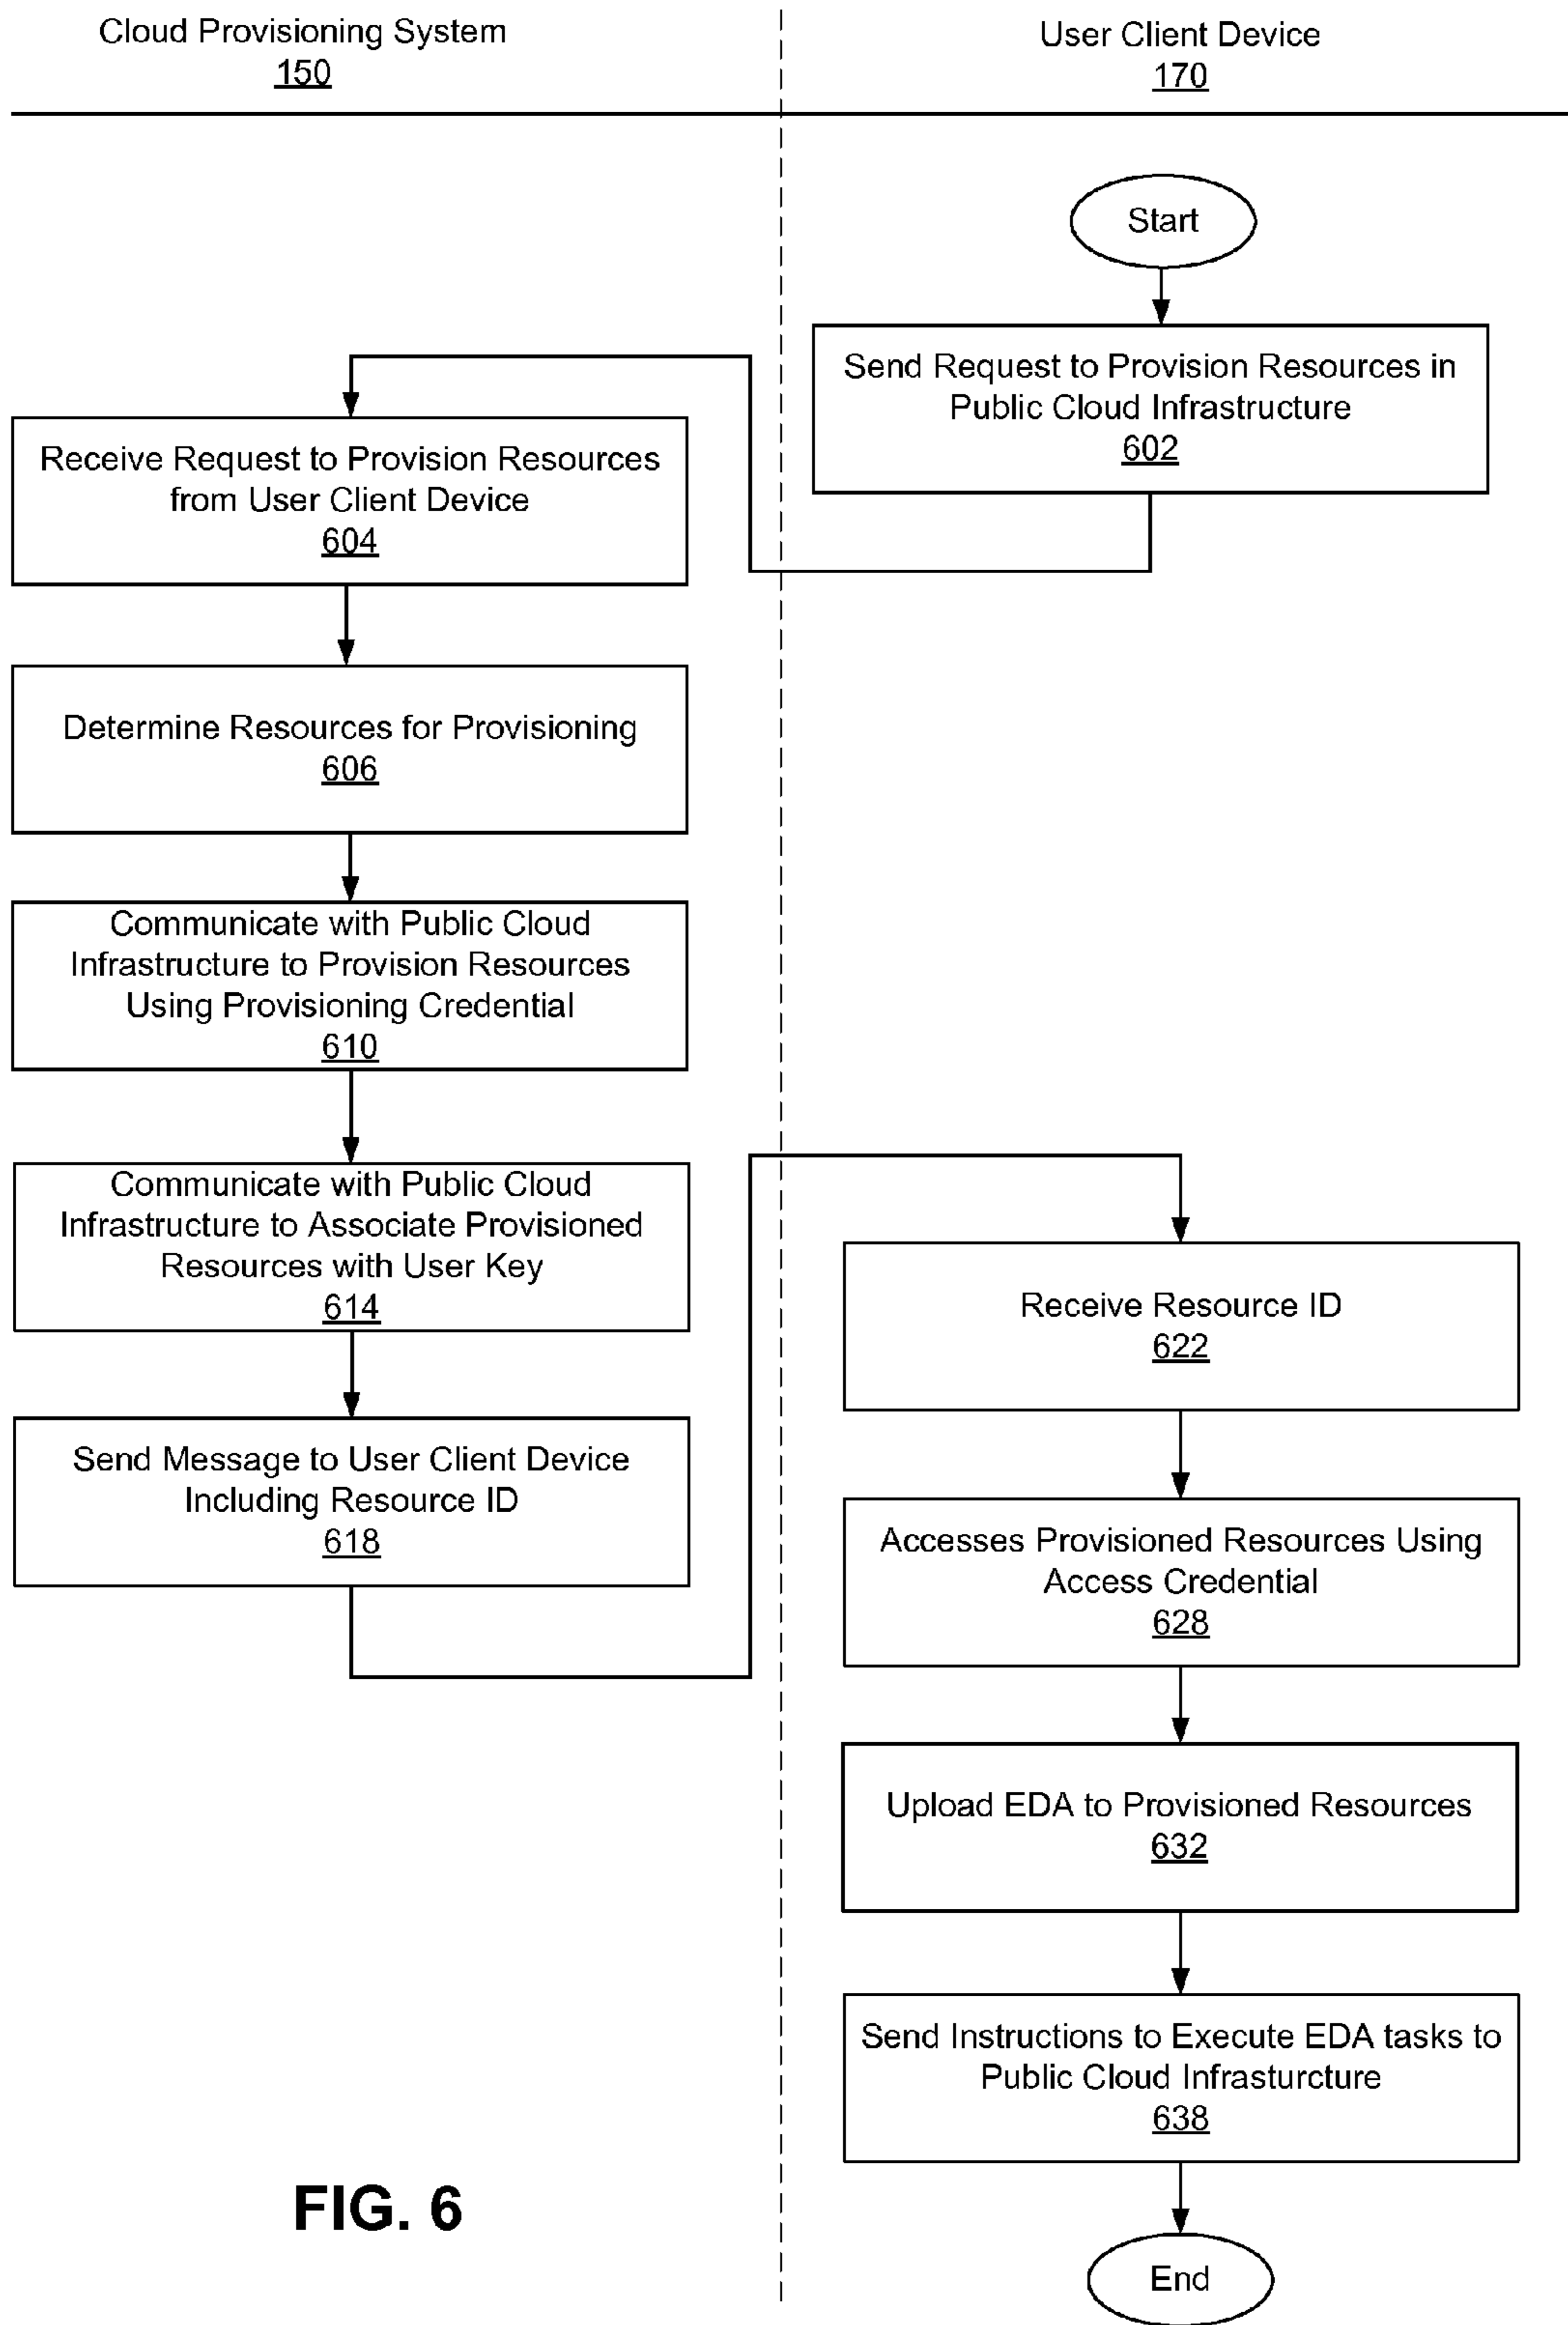 Cloud Provisioning System
150
User Client Device
170
Start
Send Request to Provision Resources in
Public Cloud Infrastructure
602
Receive Request to Provision Resources
from User Client Device
604
Determine Resources for Provisioning
606
Communicate with Public Cloud
Infrastructure to Provision Resources
Using Provisioning Credential
610
Communicate with Public Cloud
Infrastructure to Associate Provisioned
Resources with User Key
614
Send Message to User Client Device
Including Resource ID
618
Receive Resource ID
622
Accesses Provisioned Resources Using
Access Credential
628
Upload EDA to Provisioned Resources
632
Send Instructions to Execute EDA tasks to
Public Cloud Infrasturcture
638
End
FIG. 6